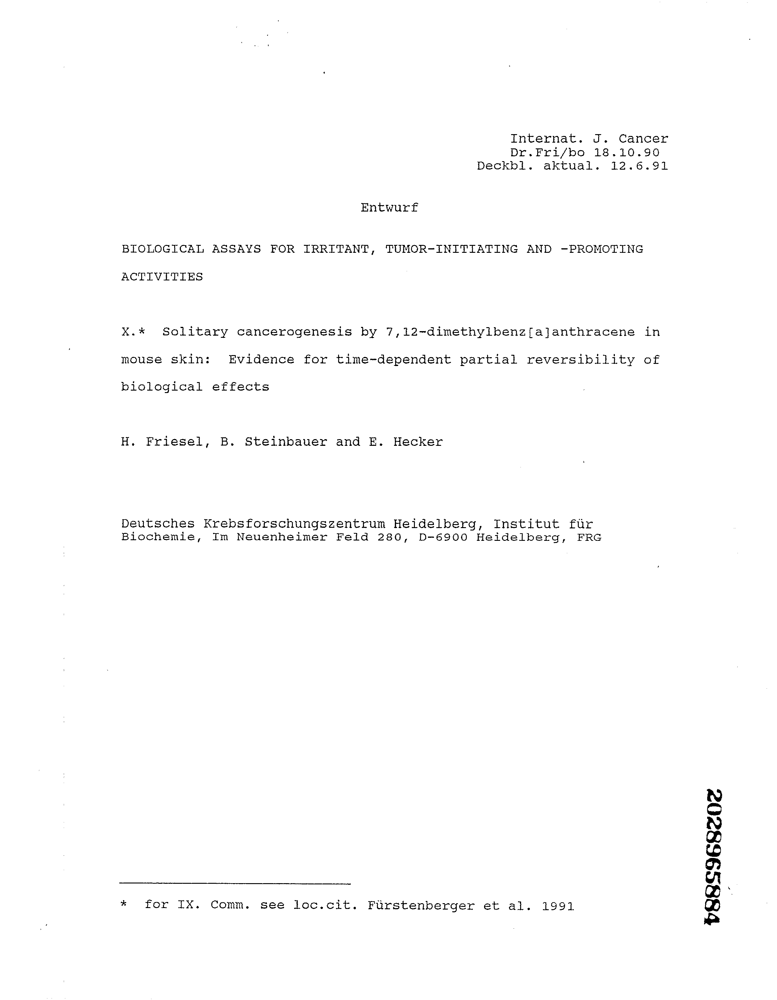 Internat. J. Cancer
Dr.Fri/bo 18.10.90
Deckbl. aktual. 12.6.91
Entwurf
BIOLOGICAL ASSAYS FOR IRRITANT, TUMOR-INITIATING AND -PROMOTING
ACTIVITIES
X.* Solitary cancerogenesis by 7,12-dimethylbenz[a]anthracene in
mouse skin: Evidence for time-dependent partial reversibility of
biological effects
H. Friesel, B. Steinbauer and E. Hecker
Deutsches Krebsforschungszentrum Heidelberg, Institut für
Biochemie, Im Neuenheimer Feld 280, D-6900 Heidelberg, FRG
* for IX. Comm. see loc.cit. Fürstenberger et al. 1991
2028965884